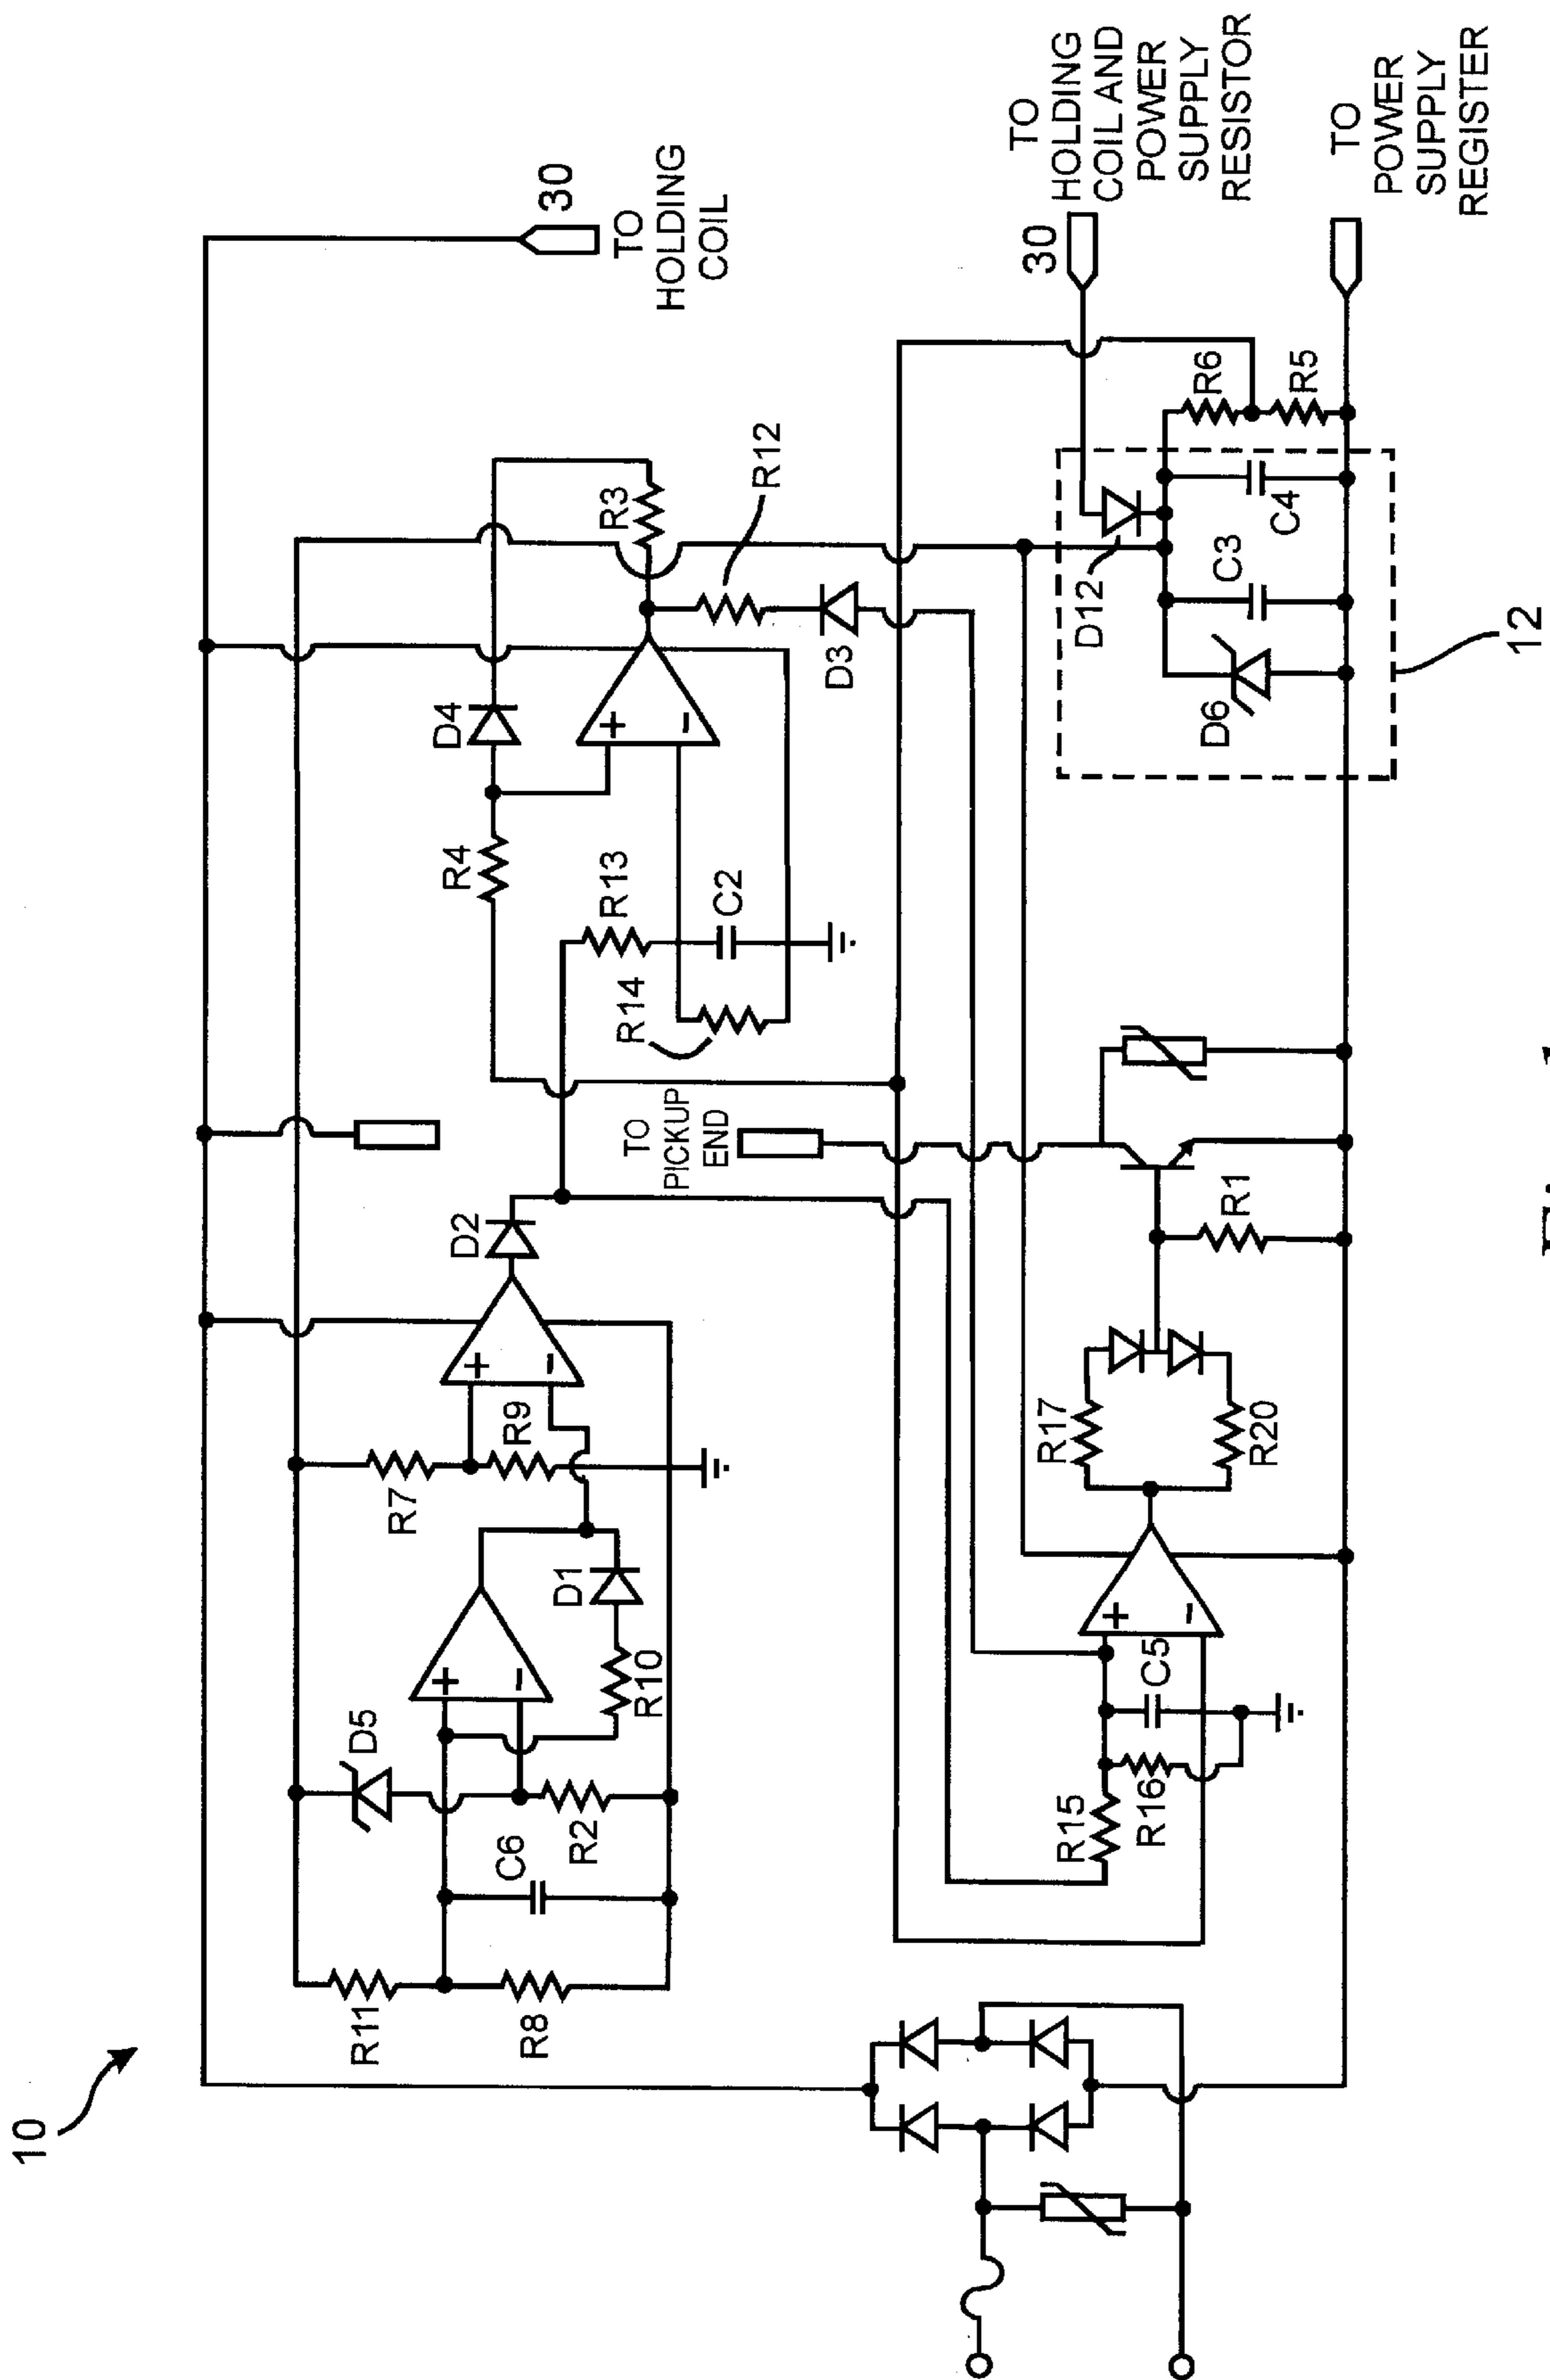 10
30
TO
HOLDING
COIL
TO
HOLDING
COIL AND
POWER
SUPPLY
RESISTOR
30
TO
POWER
SUPPLY
REGISTER
R11
R8
C6
D5
R2
+
-
R10
D1
R7
R9
+
-
D2
TO
PICKUP
END
R14
R13
C2
R4
D4
+
-
R3
R12
D3
R15
R16
C5
+
-
R17
R20
R1
D6
D12
C3
C4
R6
R5
12